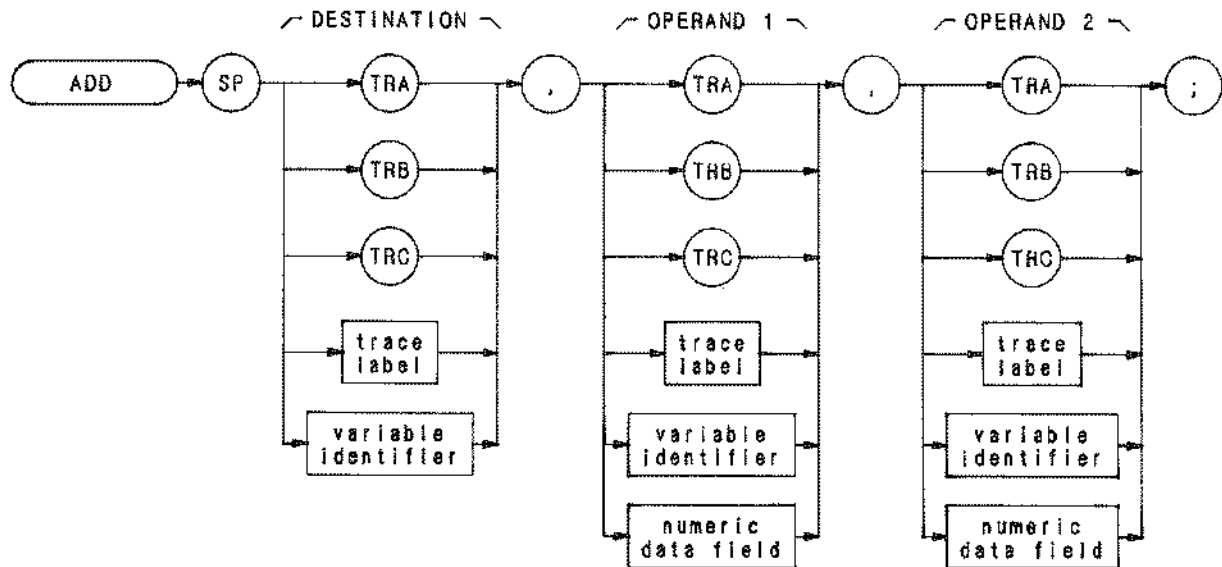 DESTINATION OPERAND 1 OPERAND 2
ADD SP TRA , TRA , TRA ;
TRB TRB TRB
TRC TRC TRC
trace trace trace
label label label
variable variable variable
identifier identifier identifier
numeric numeric
data field data field